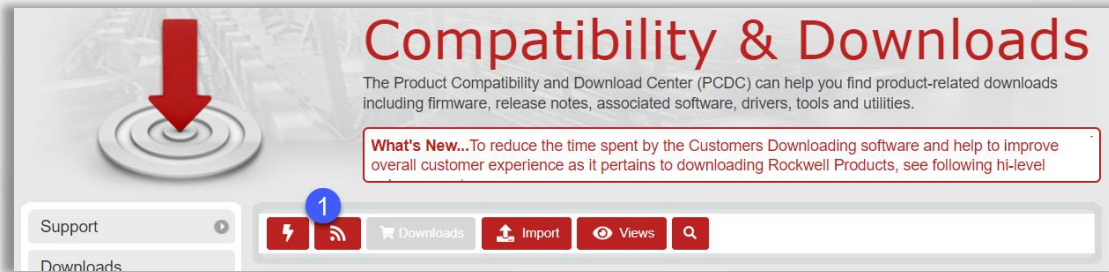 Compatibility & Downloads
The Product Compatibility and Download Center (PCDC) can help you find product-related downloads
including firmware, release notes, associated software, drivers, tools and utilities.
What's New...To reduce the time spent by the Customers Downloading software and help to improve
overall customer experience as it pertains to downloading Rockwell Products, see following hi-level
1
Support
Downloads Import Views
Downloads